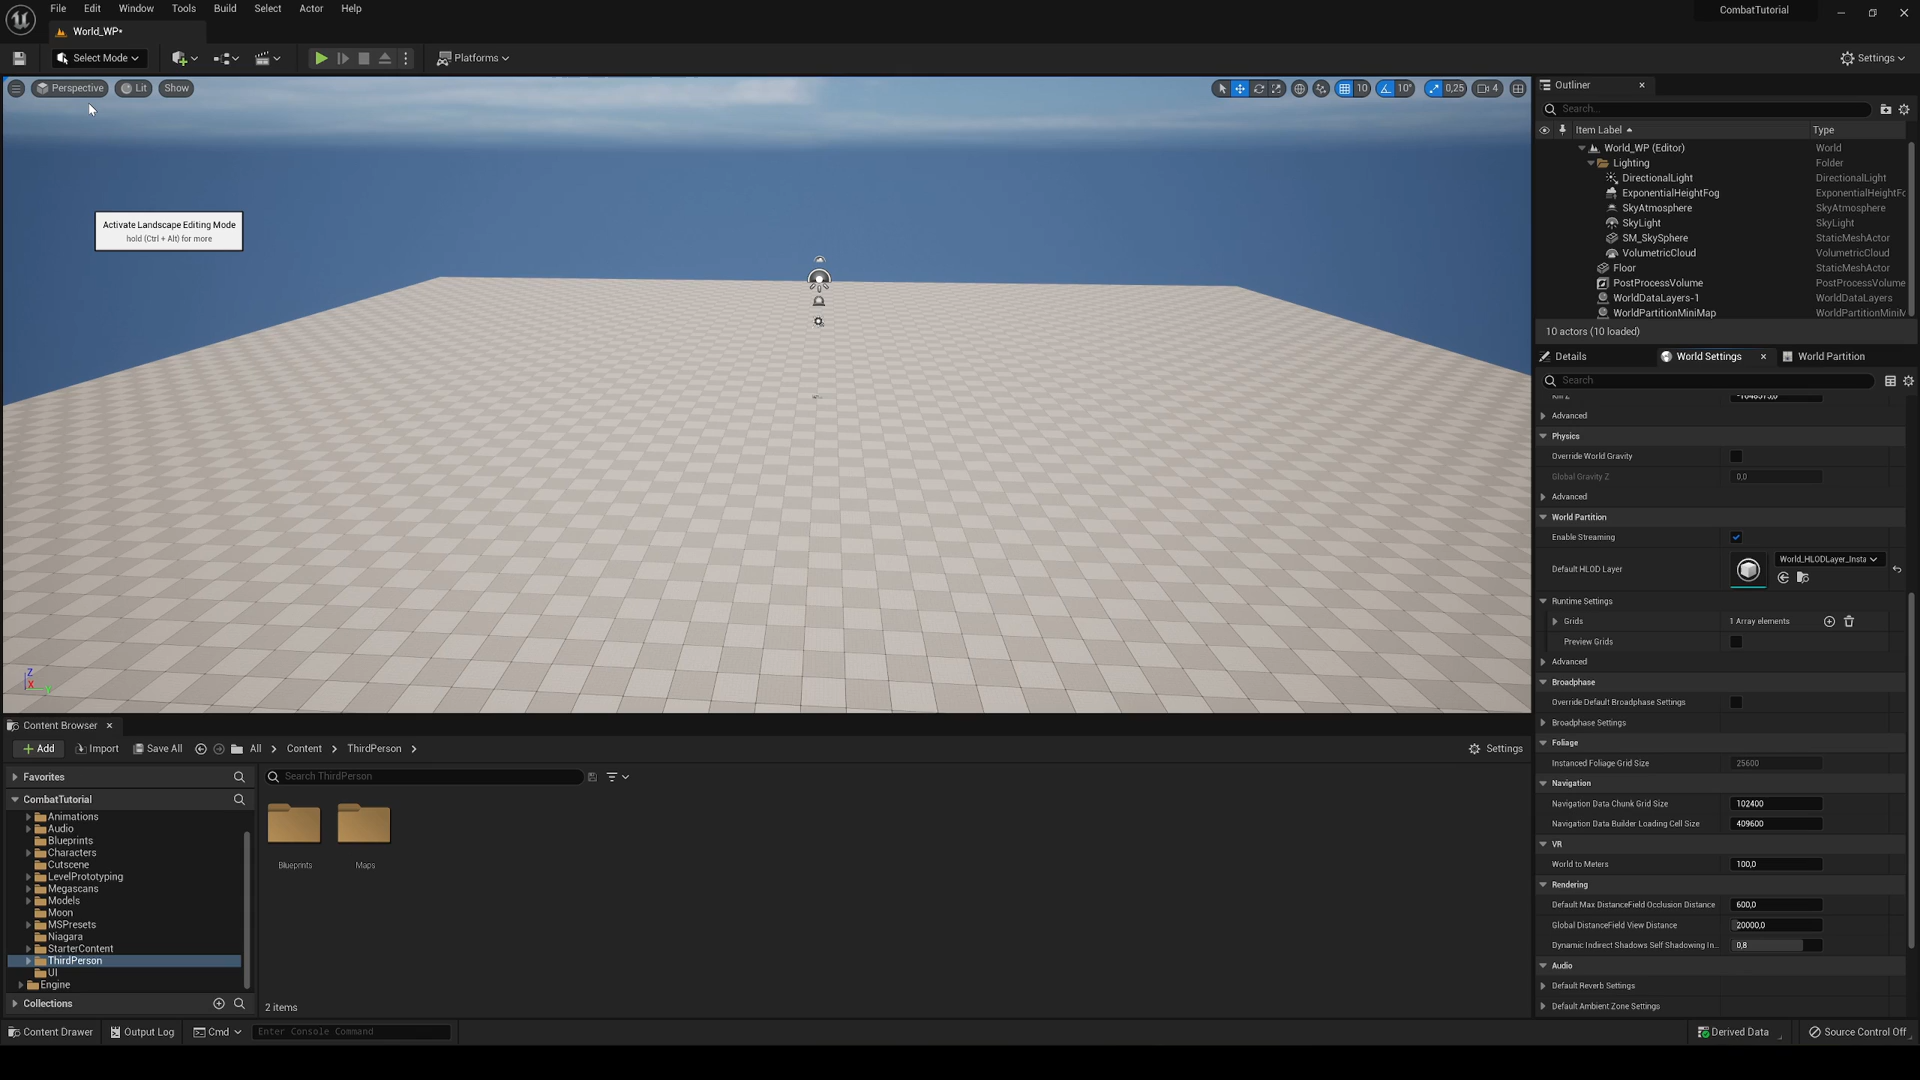 File Edit Window Tools Build Select Actor Help
CombatTutorial
World_WP*
Select Mode
Platforms
Settings
Perspective
Lit
Show
10
10°
0,25
4
Activate Landscape Editing Mode
hold (Ctrl + Alt) for more
Z
X
Y
Outliner
Search...
Item Label
Type
World_WP (Editor)
World
Lighting
Folder
DirectionalLight
DirectionalLight
ExponentialHeightFog
ExponentialHeightFo
SkyAtmosphere
SkyAtmosphere
SkyLight
SkyLight
SM_SkySphere
StaticMeshActor
VolumetricCloud
VolumetricCloud
Floor
StaticMeshActor
PostProcessVolume
PostProcessVolume
WorldDataLayers-1
WorldDataLayers
WorldPartitionMiniMap
WorldPartitionMiniM
10 actors (10 loaded)
Details
World Settings
World Partition
Search
Kill Z
-1048575,0
Advanced
Physics
Override World Gravity
Global Gravity Z
0,0
Advanced
World Partition
Enable Streaming
Default HLOD Layer
World_HLODLayer_Insta
Runtime Settings
Grids
1 Array elements
Preview Grids
Advanced
Broadphase
Override Default Broadphase Settings
Broadphase Settings
Foliage
Instanced Foliage Grid Size
25600
Navigation
Navigation Data Chunk Grid Size
102400
Navigation Data Builder Loading Cell Size
409600
VR
World to Meters
100,0
Rendering
Default Max DistanceField Occlusion Distance
600,0
Global DistanceField View Distance
20000,0
Dynamic Indirect Shadows Self Shadowing In...
0,8
Audio
Default Reverb Settings
Default Ambient Zone Settings
Content Browser
Add
Import
Save All
All
Content
ThirdPerson
Settings
Favorites
Search ThirdPerson
CombatTutorial
Animations
Audio
Blueprints
Characters
Cutscene
LevelPrototyping
Megascans
Models
Moon
MSPresets
Niagara
StarterContent
ThirdPerson
UI
Engine
Collections
Blueprints
Maps
2 items
Content Drawer
Output Log
Cmd
Enter Console Command
Derived Data
Source Control Off